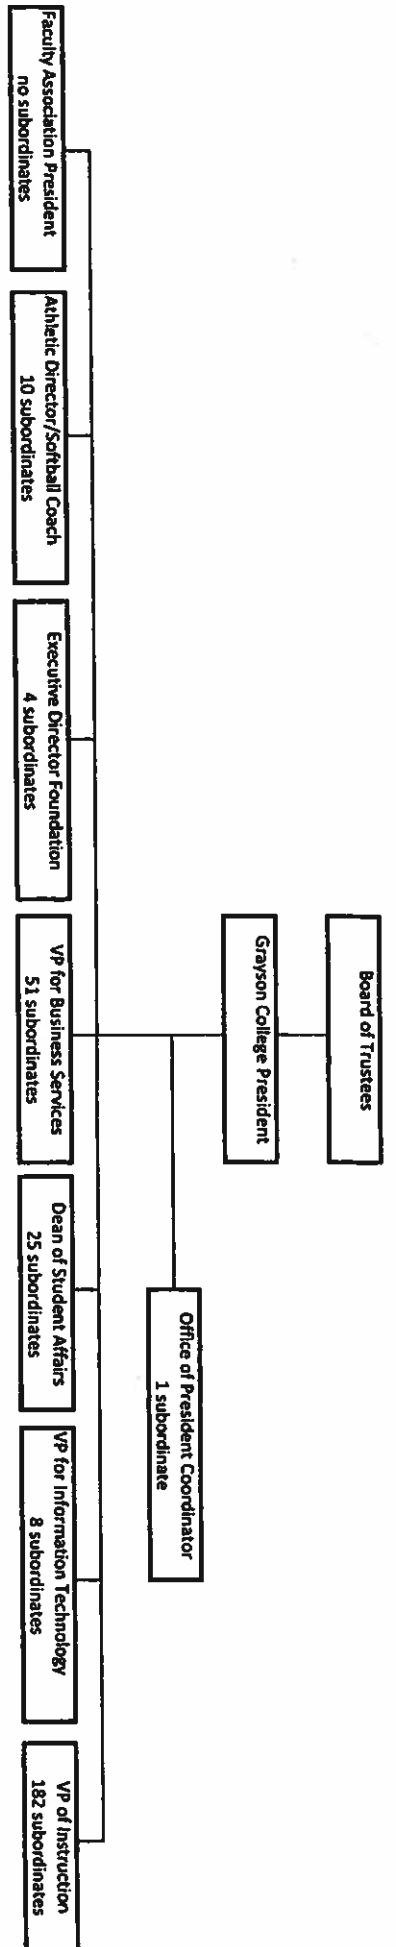 Board of Trustees
Grayson College President
Office of President Coordinator
1 subordinate
Faculty Association President
no subordinates
Athletic Director/Softball Coach
10 subordinates
Executive Director Foundation
4 subordinates
VP for Business Services
51 subordinates
Dean of Student Affairs
25 subordinates
VP for Information Technology
8 subordinates
VP of Instruction
182 subordinates